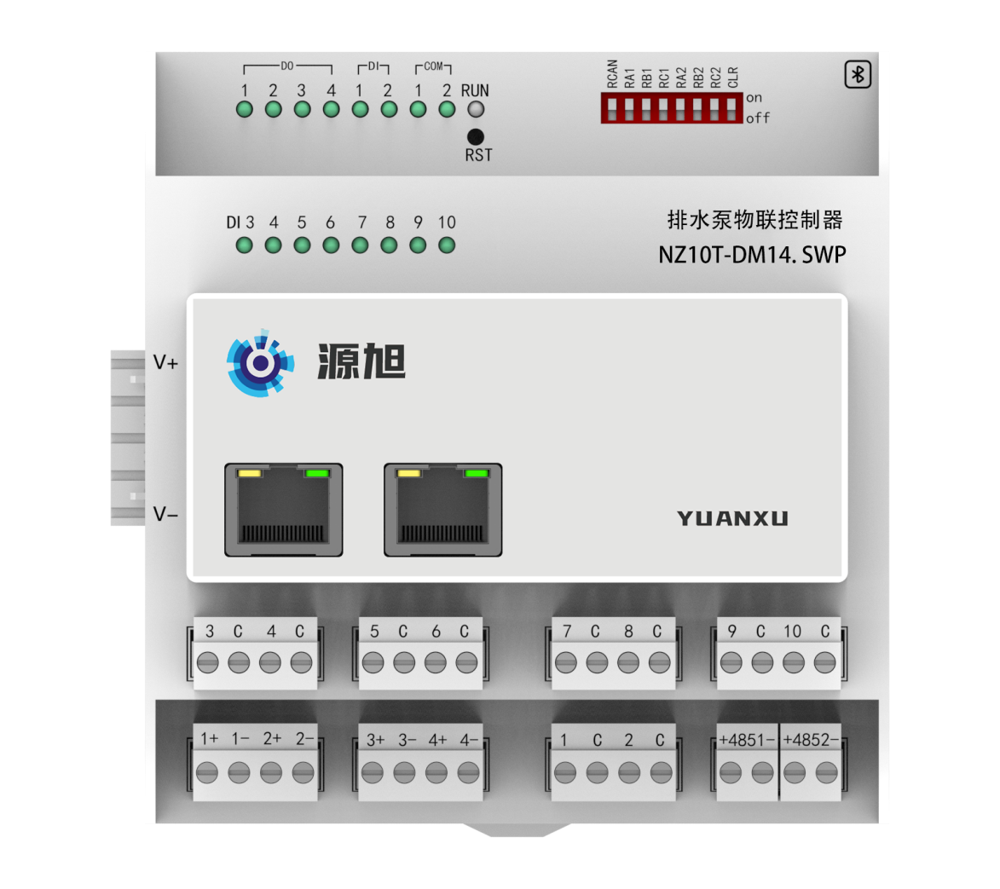 DO DI COM
1 2 3 4 1 2 1 2 RUN
RST
RCAN RA1 RB1 RC1 RA2 RB2 RC2 CLR
on
off
DI 3 4 5 6 7 8 9 10
排水泵物联控制器
NZ10T-DM14.SWP
源旭
V+
V-
YUANXU
3 C 4 C 5 C 6 C 7 C 8 C 9 C 10 C
1+ 1- 2+ 2- 3+ 3- 4+ 4- 1 C 2 C +4851- +4852-